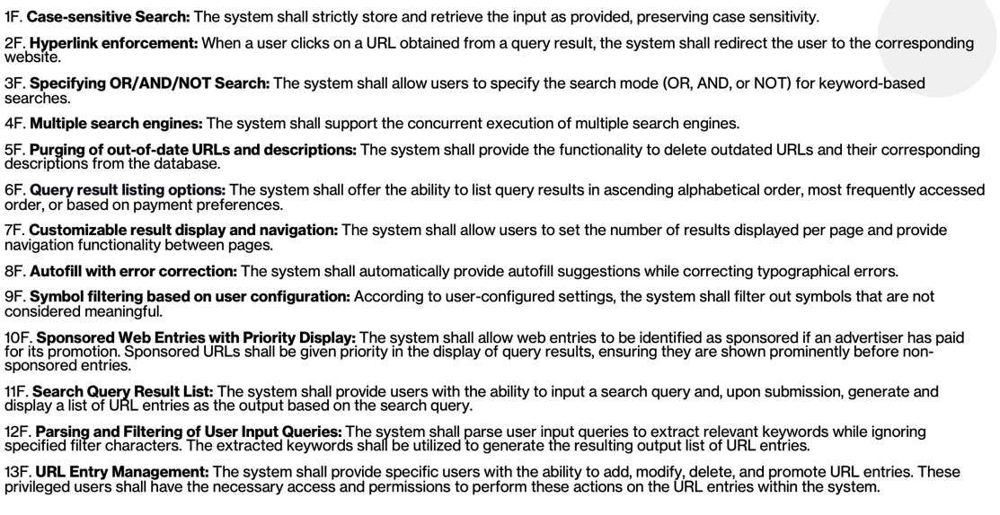 1F. Case-sensitive Search: The system shall strictly store and retrieve the input as provided, preserving case sensitivity.
2F. Hyperlink enforcement: When a user clicks on a URL obtained from a query result, the system shall redirect the user to the corresponding
website.
3F. Specifying OR/AND/NOT Search: The system shall allow users to specify the search mode (OR, AND, or NOT) for keyword-based
searches.
4F. Multiple search engines: The system shall support the concurrent execution of multiple search engines.
5F. Purging of out-of-date URLs and descriptions: The system shall provide the functionality to delete outdated URLs and their corresponding
descriptions from the database.
6F. Query result listing options: The system shall offer the ability to list query results in ascending alphabetical order, most frequently accessed
order, or based on payment preferences.
7F. Customizable result display and navigation: The system shall allow users to set the number of results displayed per page and provide
navigation functionality between pages.
8F. Autofill with error correction: The system shall automatically provide autofill suggestions while correcting typographical errors.
9F. Symbol filtering based on user configuration: According to user-configured settings, the system shall filter out symbols that are not
considered meaningful.
10F. Sponsored Web Entries with Priority Display: The system shall allow web entries to be identified as sponsored if an advertiser has paid
for its promotion. Sponsored URLs shall be given priority in the display of query results, ensuring they are shown prominently before non-
sponsored entries.
11F. Search Query Result List: The system shall provide users with the ability to input a search query and, upon submission, generate and
display a list of URL entries as the output based on the search query.
12F. Parsing and Filtering of User Input Queries: The system shall parse user input queries to extract relevant keywords while ignoring
specified filter characters. The extracted keywords shall be utilized to generate the resulting output list of URL entries.
13F. URL Entry Management: The system shall provide specific users with the ability to add, modify, delete, and promote URL entries. These
privileged users shall have the necessary access and permissions to perform these actions on the URL entries within the system.